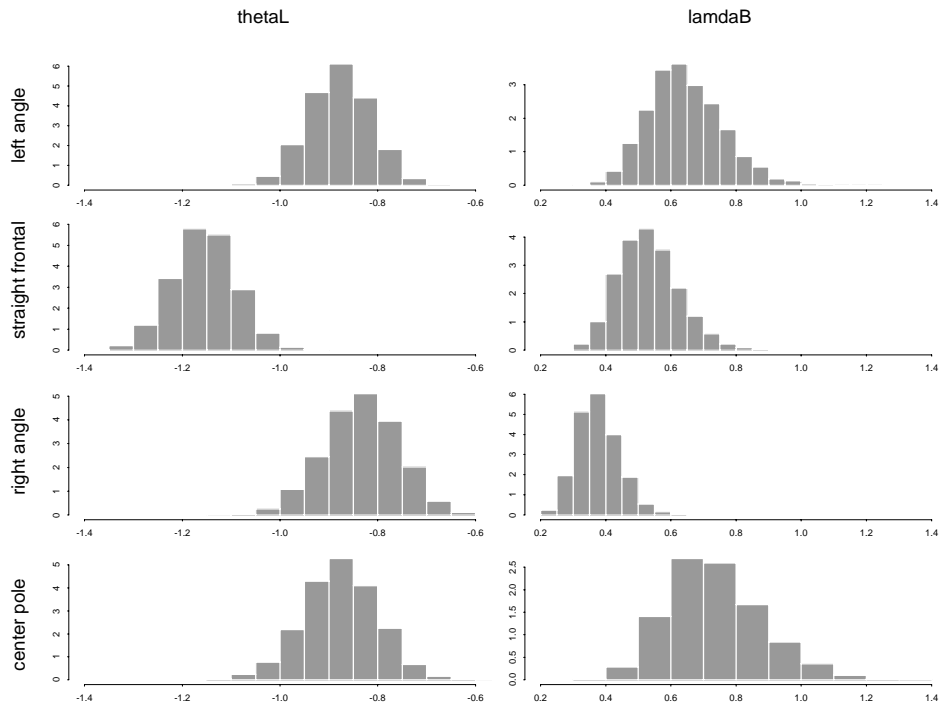 thetaL lamdaB
left angle
0 1 2 3 4 5 6
-1.4 -1.2 -1.0 -0.8 -0.6
0 1 2 3
0.2 0.4 0.6 0.8 1.0 1.2 1.4
straight frontal
0 1 2 3 4 5 6
-1.4 -1.2 -1.0 -0.8 -0.6
0 1 2 3 4
0.2 0.4 0.6 0.8 1.0 1.2 1.4
right angle
0 1 2 3 4 5
-1.4 -1.2 -1.0 -0.8 -0.6
0 1 2 3 4 5 6
0.2 0.4 0.6 0.8 1.0 1.2 1.4
center pole
0 1 2 3 4 5
-1.4 -1.2 -1.0 -0.8 -0.6
0.0 0.5 1.0 1.5 2.0 2.5
0.2 0.4 0.6 0.8 1.0 1.2 1.4